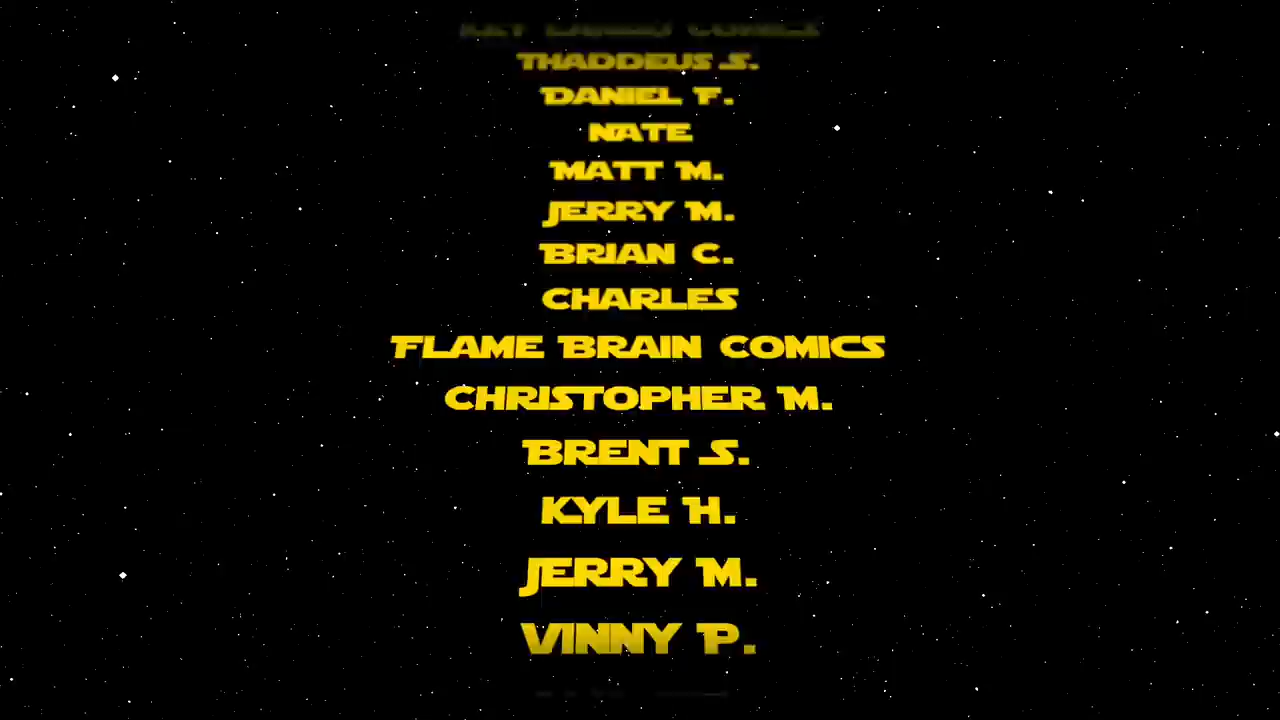 Thaddeus S.
Daniel F.
Nate
Matt M.
Jerry M.
Brian C.
Charles
Flame Brain Comics
Christopher M.
Brent S.
Kyle H.
Jerry M.
Vinny P.